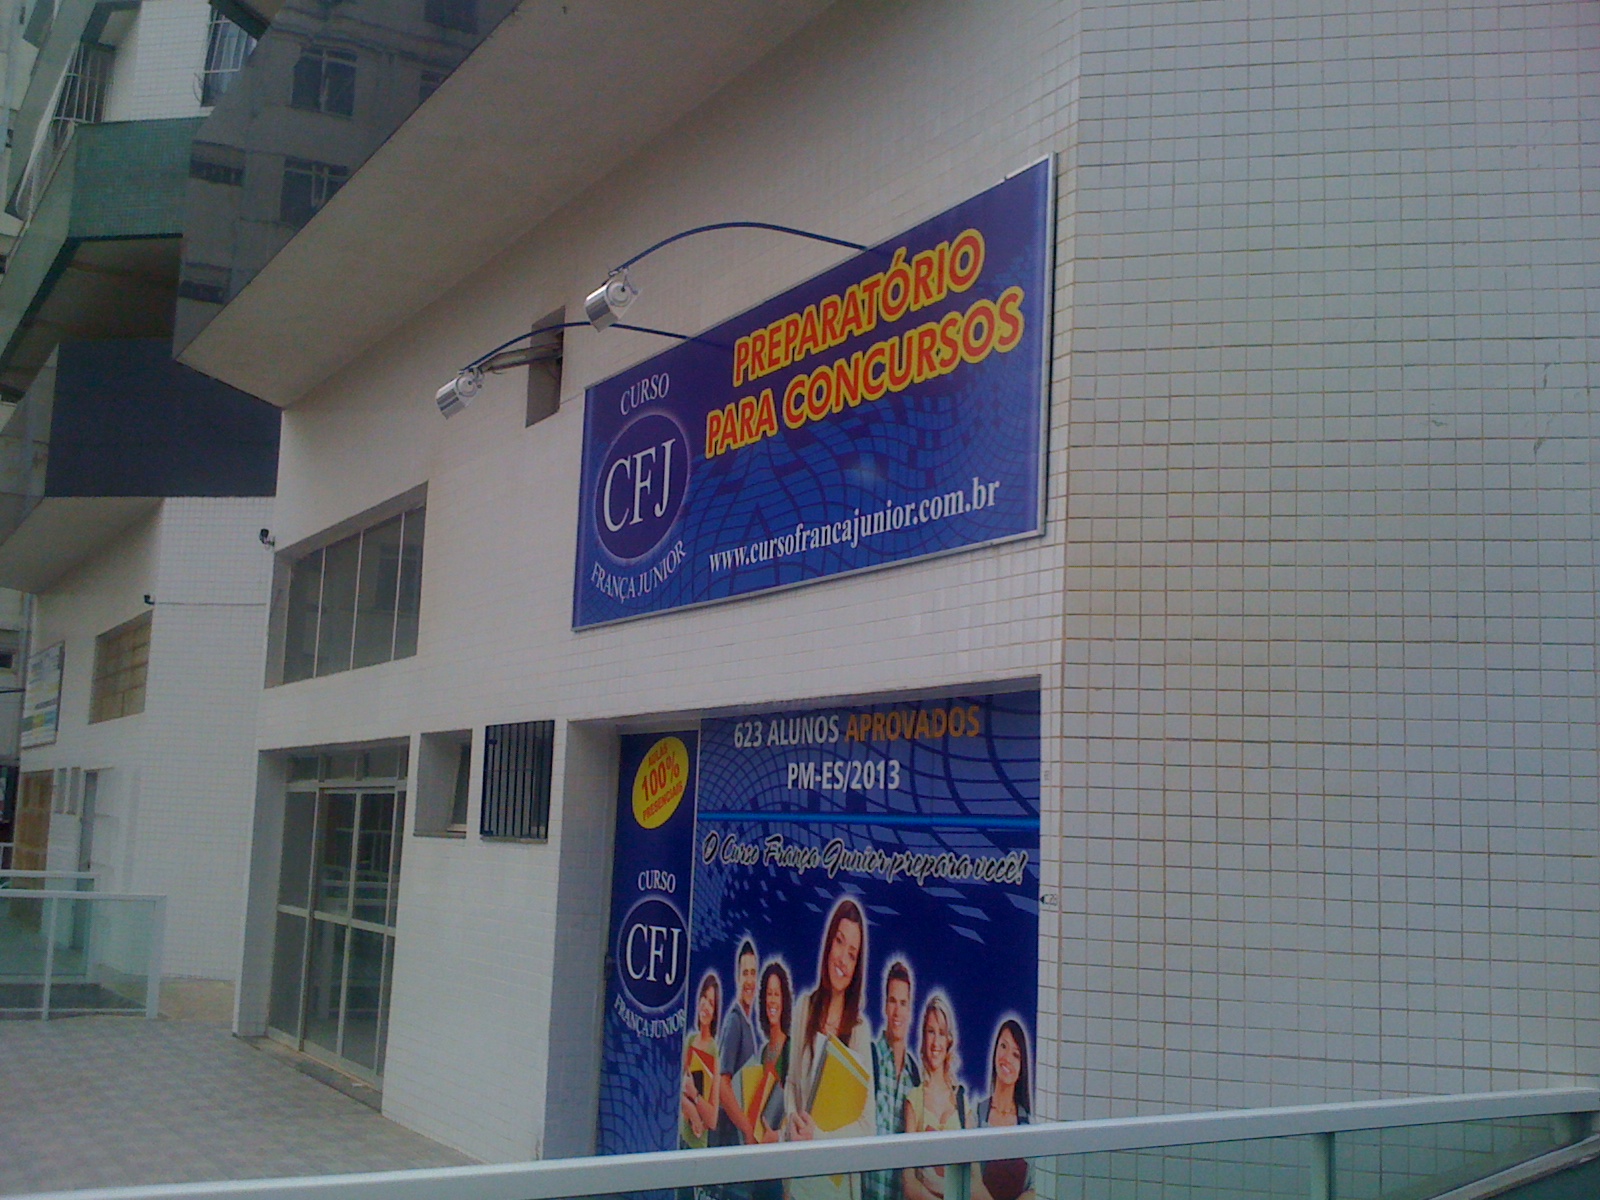 PREPARATÓRIO
PARA CONCURSOS
CURSO
CFJ
FRANÇA JUNIOR
www.cursofrancajunior.com.br
623 ALUNOS APROVADOS
PM-ES/2013
AULAS
100%
PRESENCIAIS
O Curso França Junior prepara você!
CURSO
CFJ
FRANÇA JUNIOR